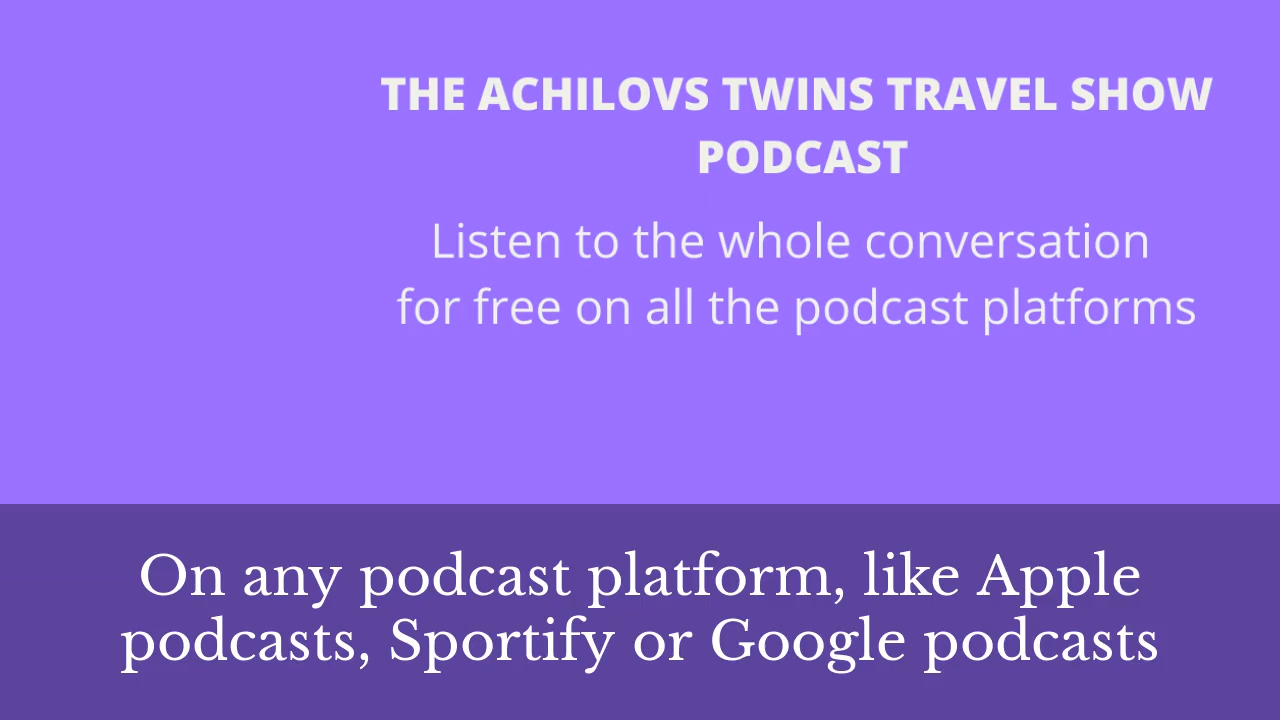 THE ACHILOVS TWINS TRAVEL SHOW
PODCAST
Listen to the whole conversation
for free on all the podcast platforms
On any podcast platform, like Apple
podcasts, Sportify or Google podcasts